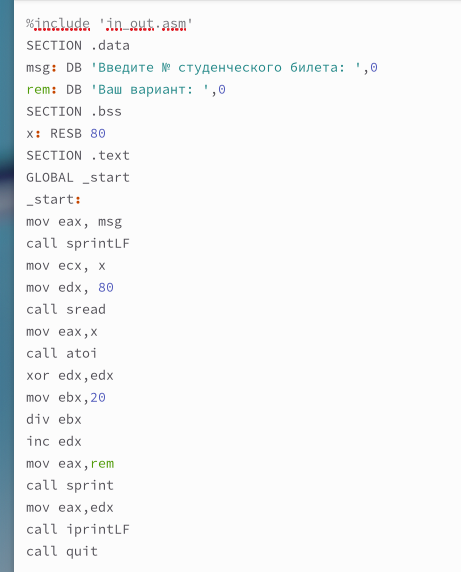 %include 'in_out.asm'
SECTION .data
msg: DB 'Введите № студенческого билета: ',0
rem: DB 'Ваш вариант: ',0
SECTION .bss
x: RESB 80
SECTION .text
GLOBAL _start
_start:
mov eax, msg
call sprintLF
mov ecx, x
mov edx, 80
call sread
mov eax,x
call atoi
xor edx,edx
mov ebx,20
div ebx
inc edx
mov eax,rem
call sprint
mov eax,edx
call iprintLF
call quit